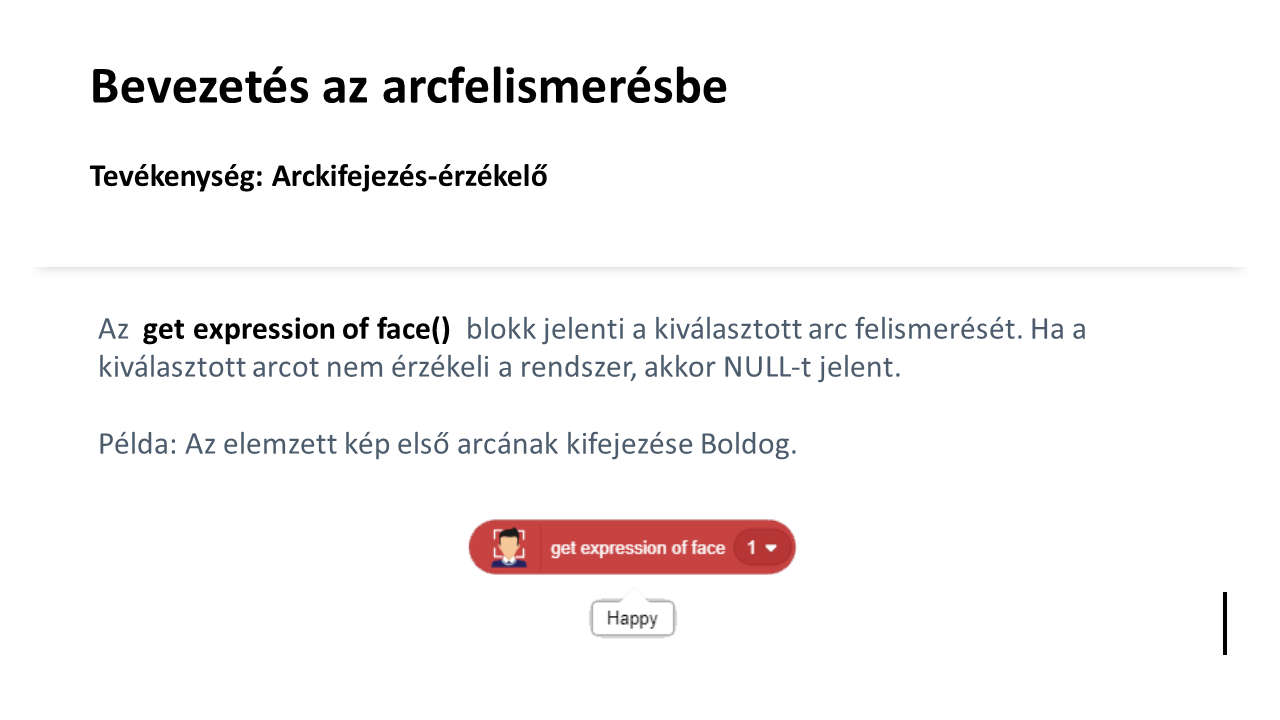 Bevezetés az arcfelismerésbe
Tevékenység: Arckifejezés-érzékelő
Az get expression of face() blokk jelenti a kiválasztott arc felismerését. Ha a
kiválasztott arcot nem érzékeli a rendszer, akkor NULL-t jelent.
Példa: Az elemzett kép első arcának kifejezése Boldog.
get expression of face 1
Happy